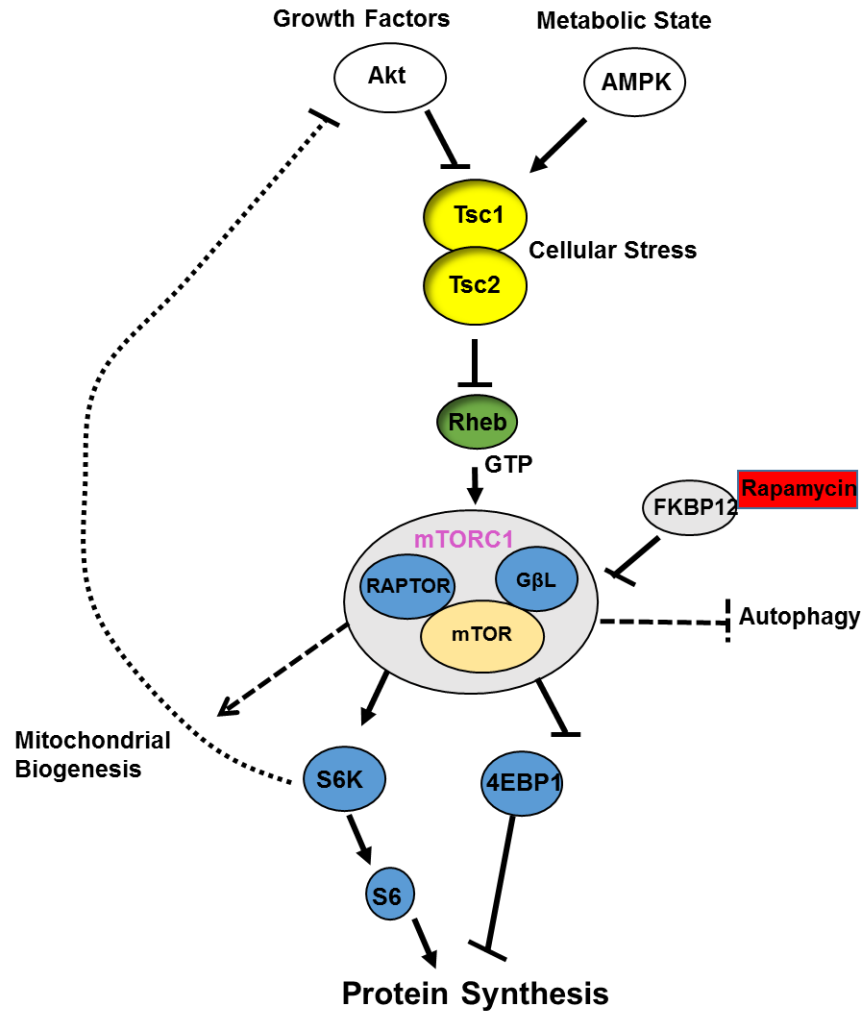 Growth Factors
Metabolic State
Akt
AMPK
Tsc1
Cellular Stress
Tsc2
Rheb
GTP
Rapamycin
FKBP12
mTORC1
RAPTOR
GβL
mTOR
Autophagy
Mitochondrial
Biogenesis
S6K
4EBP1
S6
Protein Synthesis